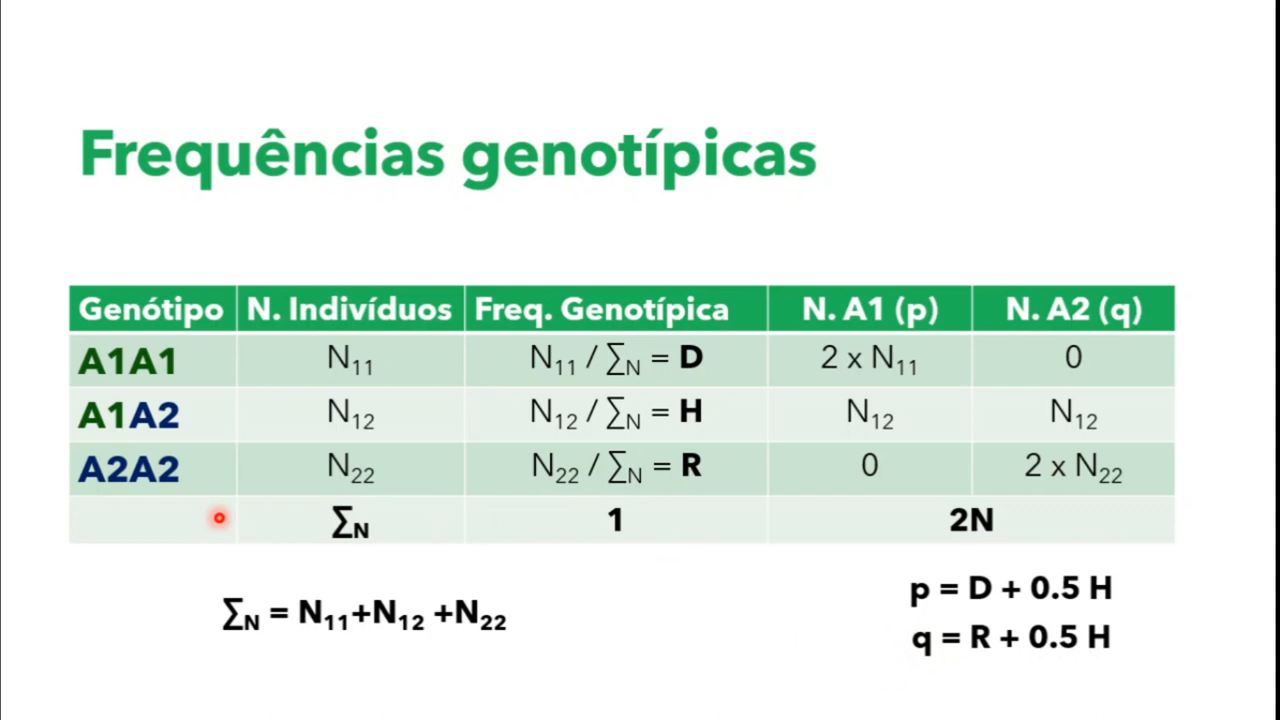 Frequências genotípicas
Genótipo N. Indivíduos Freq. Genotípica N. A1 (p) N. A2 (q)
A1A1 N₁₁ N₁₁ / ∑N = D 2 x N₁₁ 0
A1A2 N₁₂ N₁₂ / ∑N = H N₁₂ N₁₂
A2A2 N₂₂ N₂₂ / ∑N = R 0 2 x N₂₂
∑N 1 2N
∑N = N₁₁+N₁₂ +N₂₂
p = D + 0.5 H
q = R + 0.5 H